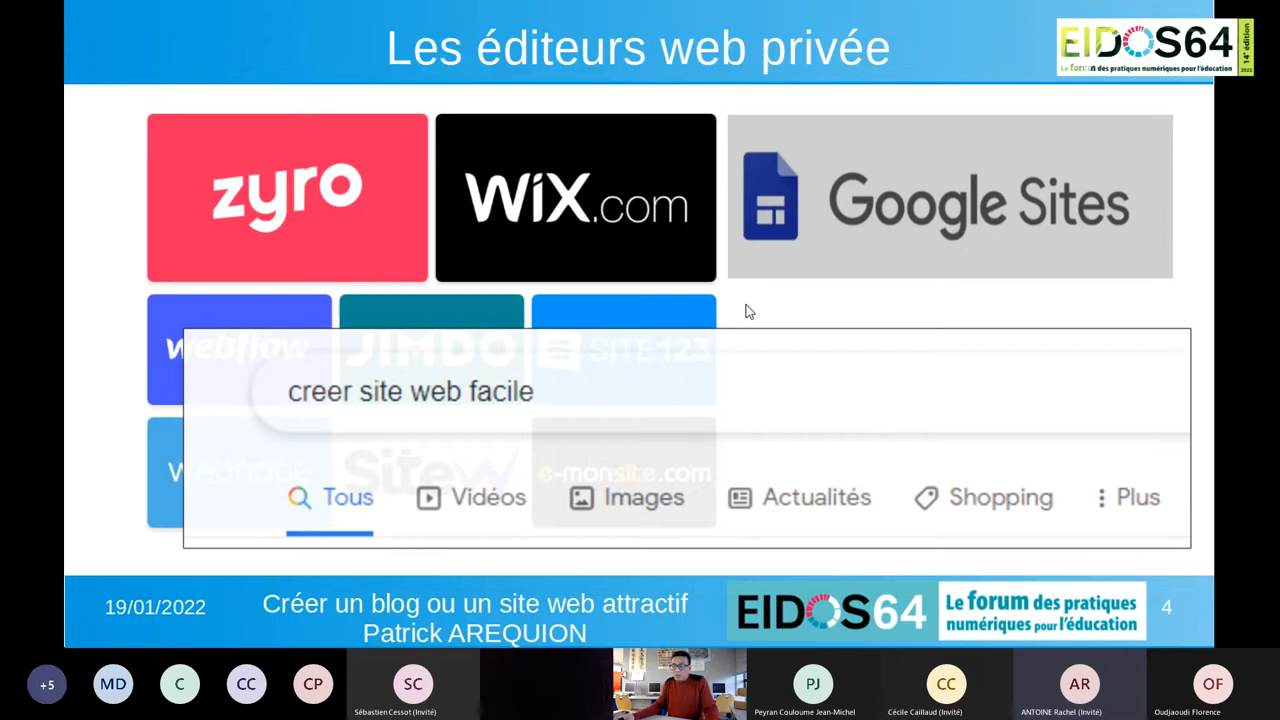 Les éditeurs web privée
EIDOS64
Le forum des pratiques numériques pour l'éducation
14e édition
2022
zyro
WiX.com
Google Sites
webflow
JIMDO
SITE123
creer site web facile
webnode
SiteW
e-monsite.com
Tous
Vidéos
Images
Actualités
Shopping
Plus
19/01/2022
Créer un blog ou un site web attractif
Patrick AREQUION
EIDOS64
Le forum des pratiques
numériques pour l'éducation
4
+5
MD
C
CC
CP
SC
Sébastien Cessot (Invité)
PJ
Peyran Couloume Jean-Michel
CC
Cécile Caillaud (Invité)
AR
ANTOINE Rachel (Invité)
OF
Oudjaoudi Florence